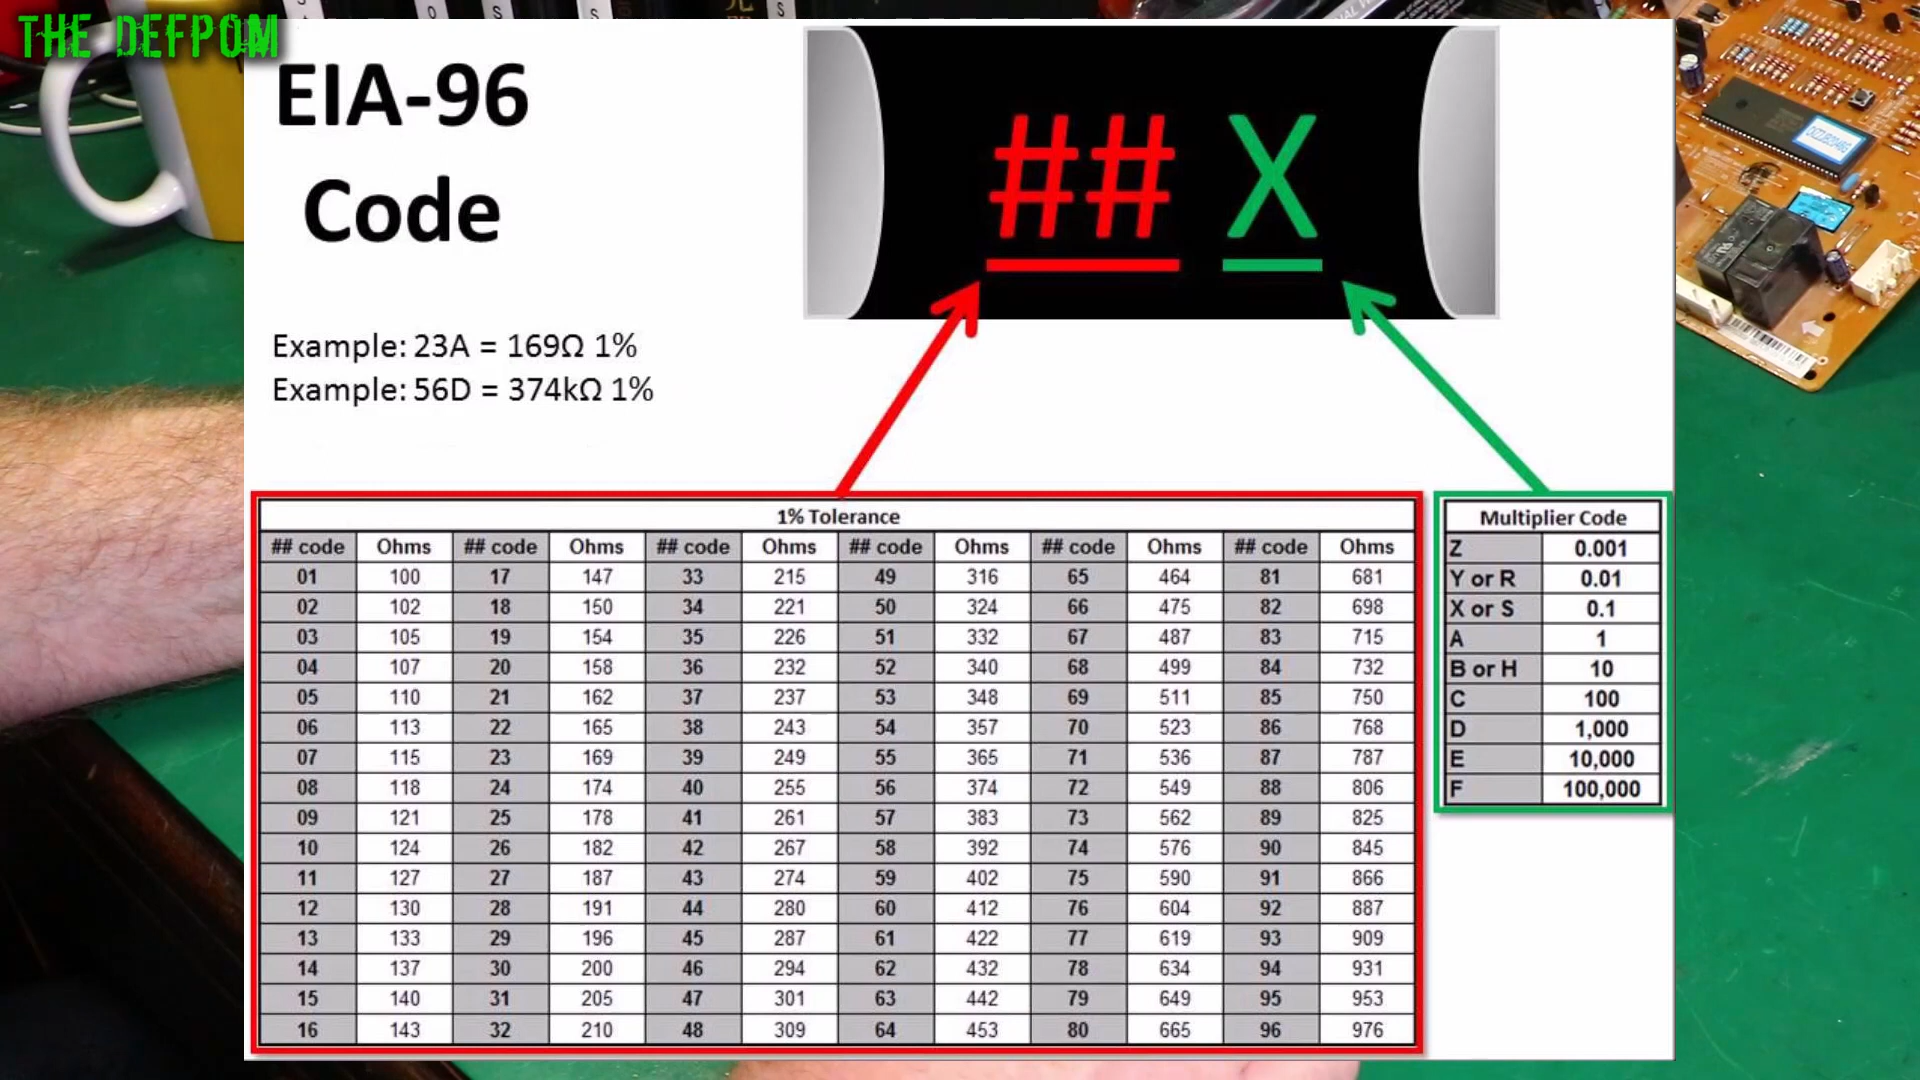 THE DEFPOM
EIA-96
Code
## X
Example: 23A = 169Ω 1%
Example: 56D = 374kΩ 1%
1% Tolerance
## code Ohms ## code Ohms ## code Ohms ## code Ohms ## code Ohms ## code Ohms
01 100 17 147 33 215 49 316 65 464 81 681
02 102 18 150 34 221 50 324 66 475 82 698
03 105 19 154 35 226 51 332 67 487 83 715
04 107 20 158 36 232 52 340 68 499 84 732
05 110 21 162 37 237 53 348 69 511 85 750
06 113 22 165 38 243 54 357 70 523 86 768
07 115 23 169 39 249 55 365 71 536 87 787
08 118 24 174 40 255 56 374 72 549 88 806
09 121 25 178 41 261 57 383 73 562 89 825
10 124 26 182 42 267 58 392 74 576 90 845
11 127 27 187 43 274 59 402 75 590 91 866
12 130 28 191 44 280 60 412 76 604 92 887
13 133 29 196 45 287 61 422 77 619 93 909
14 137 30 200 46 294 62 432 78 634 94 931
15 140 31 205 47 301 63 442 79 649 95 953
16 143 32 210 48 309 64 453 80 665 96 976
Multiplier Code
Z 0.001
Y or R 0.01
X or S 0.1
A 1
B or H 10
C 100
D 1,000
E 10,000
F 100,000